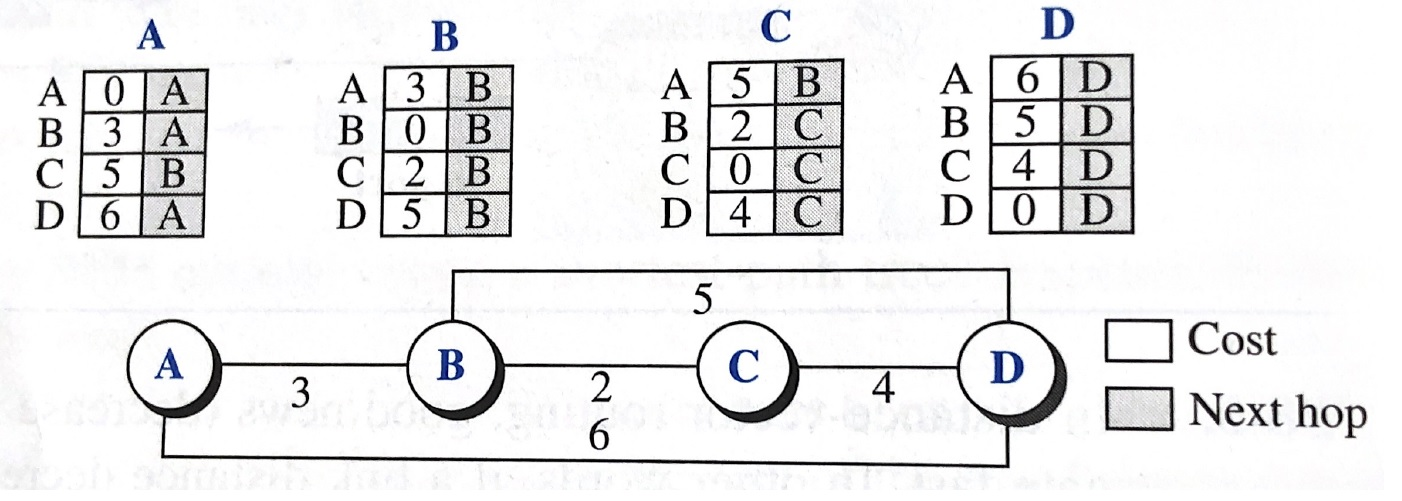 A B C D
A 0 A A 3 B A 5 B A 6 D
B 3 A B 0 B B 2 C B 5 D
C 5 B C 2 B C 0 C C 4 D
D 6 A D 5 B D 4 C D 0 D
5
A B C D Cost
3 2 4
6 Next hop